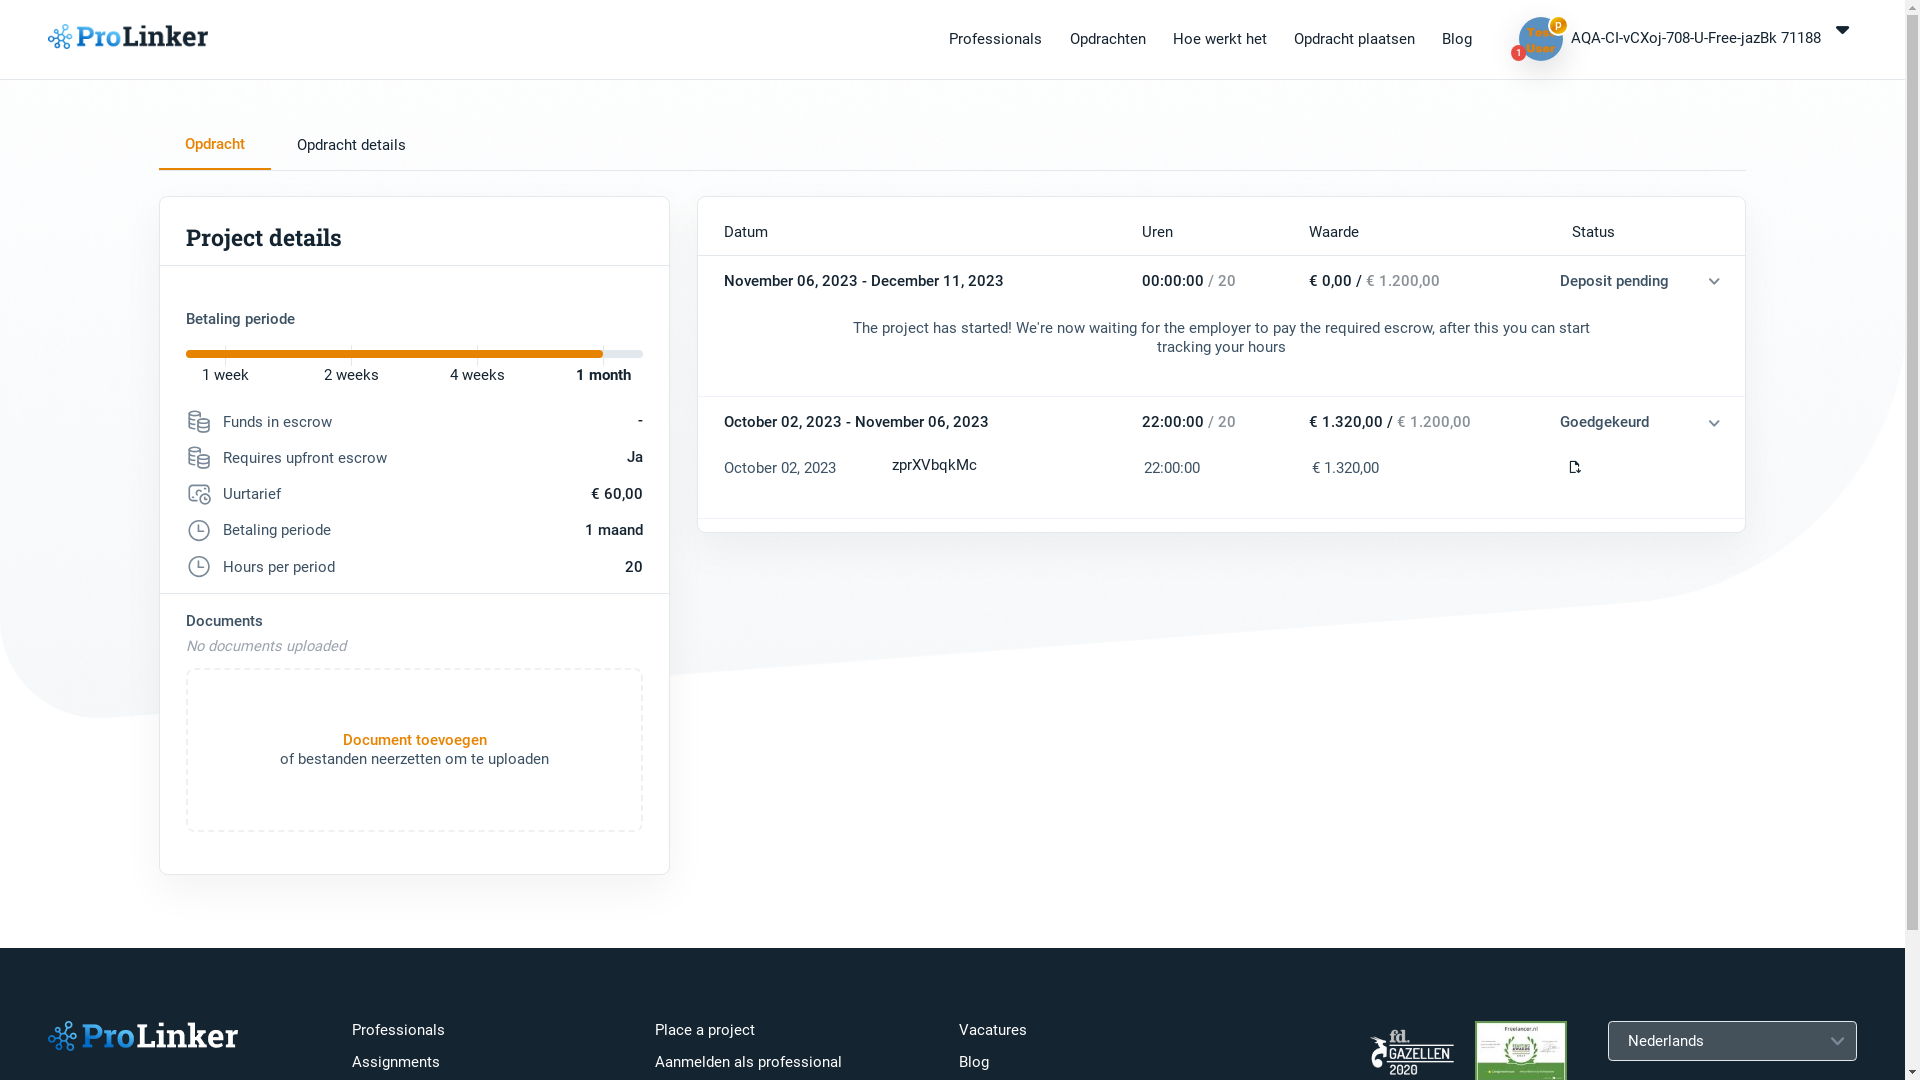 ProLinker
Professionals
Opdrachten
Hoe werkt het
Opdracht plaatsen
Blog
p
1
AQA-CI-vCXoj-708-U-Free-jazBk 71188
Opdracht
Opdracht details
Project details
Betaling periode
1 week
2 weeks
4 weeks
1 month
Funds in escrow -
Requires upfront escrow Ja
Uurtarief € 60,00
Betaling periode 1 maand
Hours per period 20
Documents
No documents uploaded
Document toevoegen
of bestanden neerzetten om te uploaden
Datum Uren Waarde Status
November 06, 2023 - December 11, 2023 00:00:00 / 20 € 0,00 / € 1.200,00 Deposit pending
The project has started! We're now waiting for the employer to pay the required escrow, after this you can start
tracking your hours
October 02, 2023 - November 06, 2023 22:00:00 / 20 € 1.320,00 / € 1.200,00 Goedgekeurd
October 02, 2023 zprXVbqkMc 22:00:00 € 1.320,00
ProLinker
Professionals
Assignments
Place a project
Aanmelden als professional
Vacatures
Blog
fd.
GAZELLEN
2020
Freelancer.nl
Nederlands